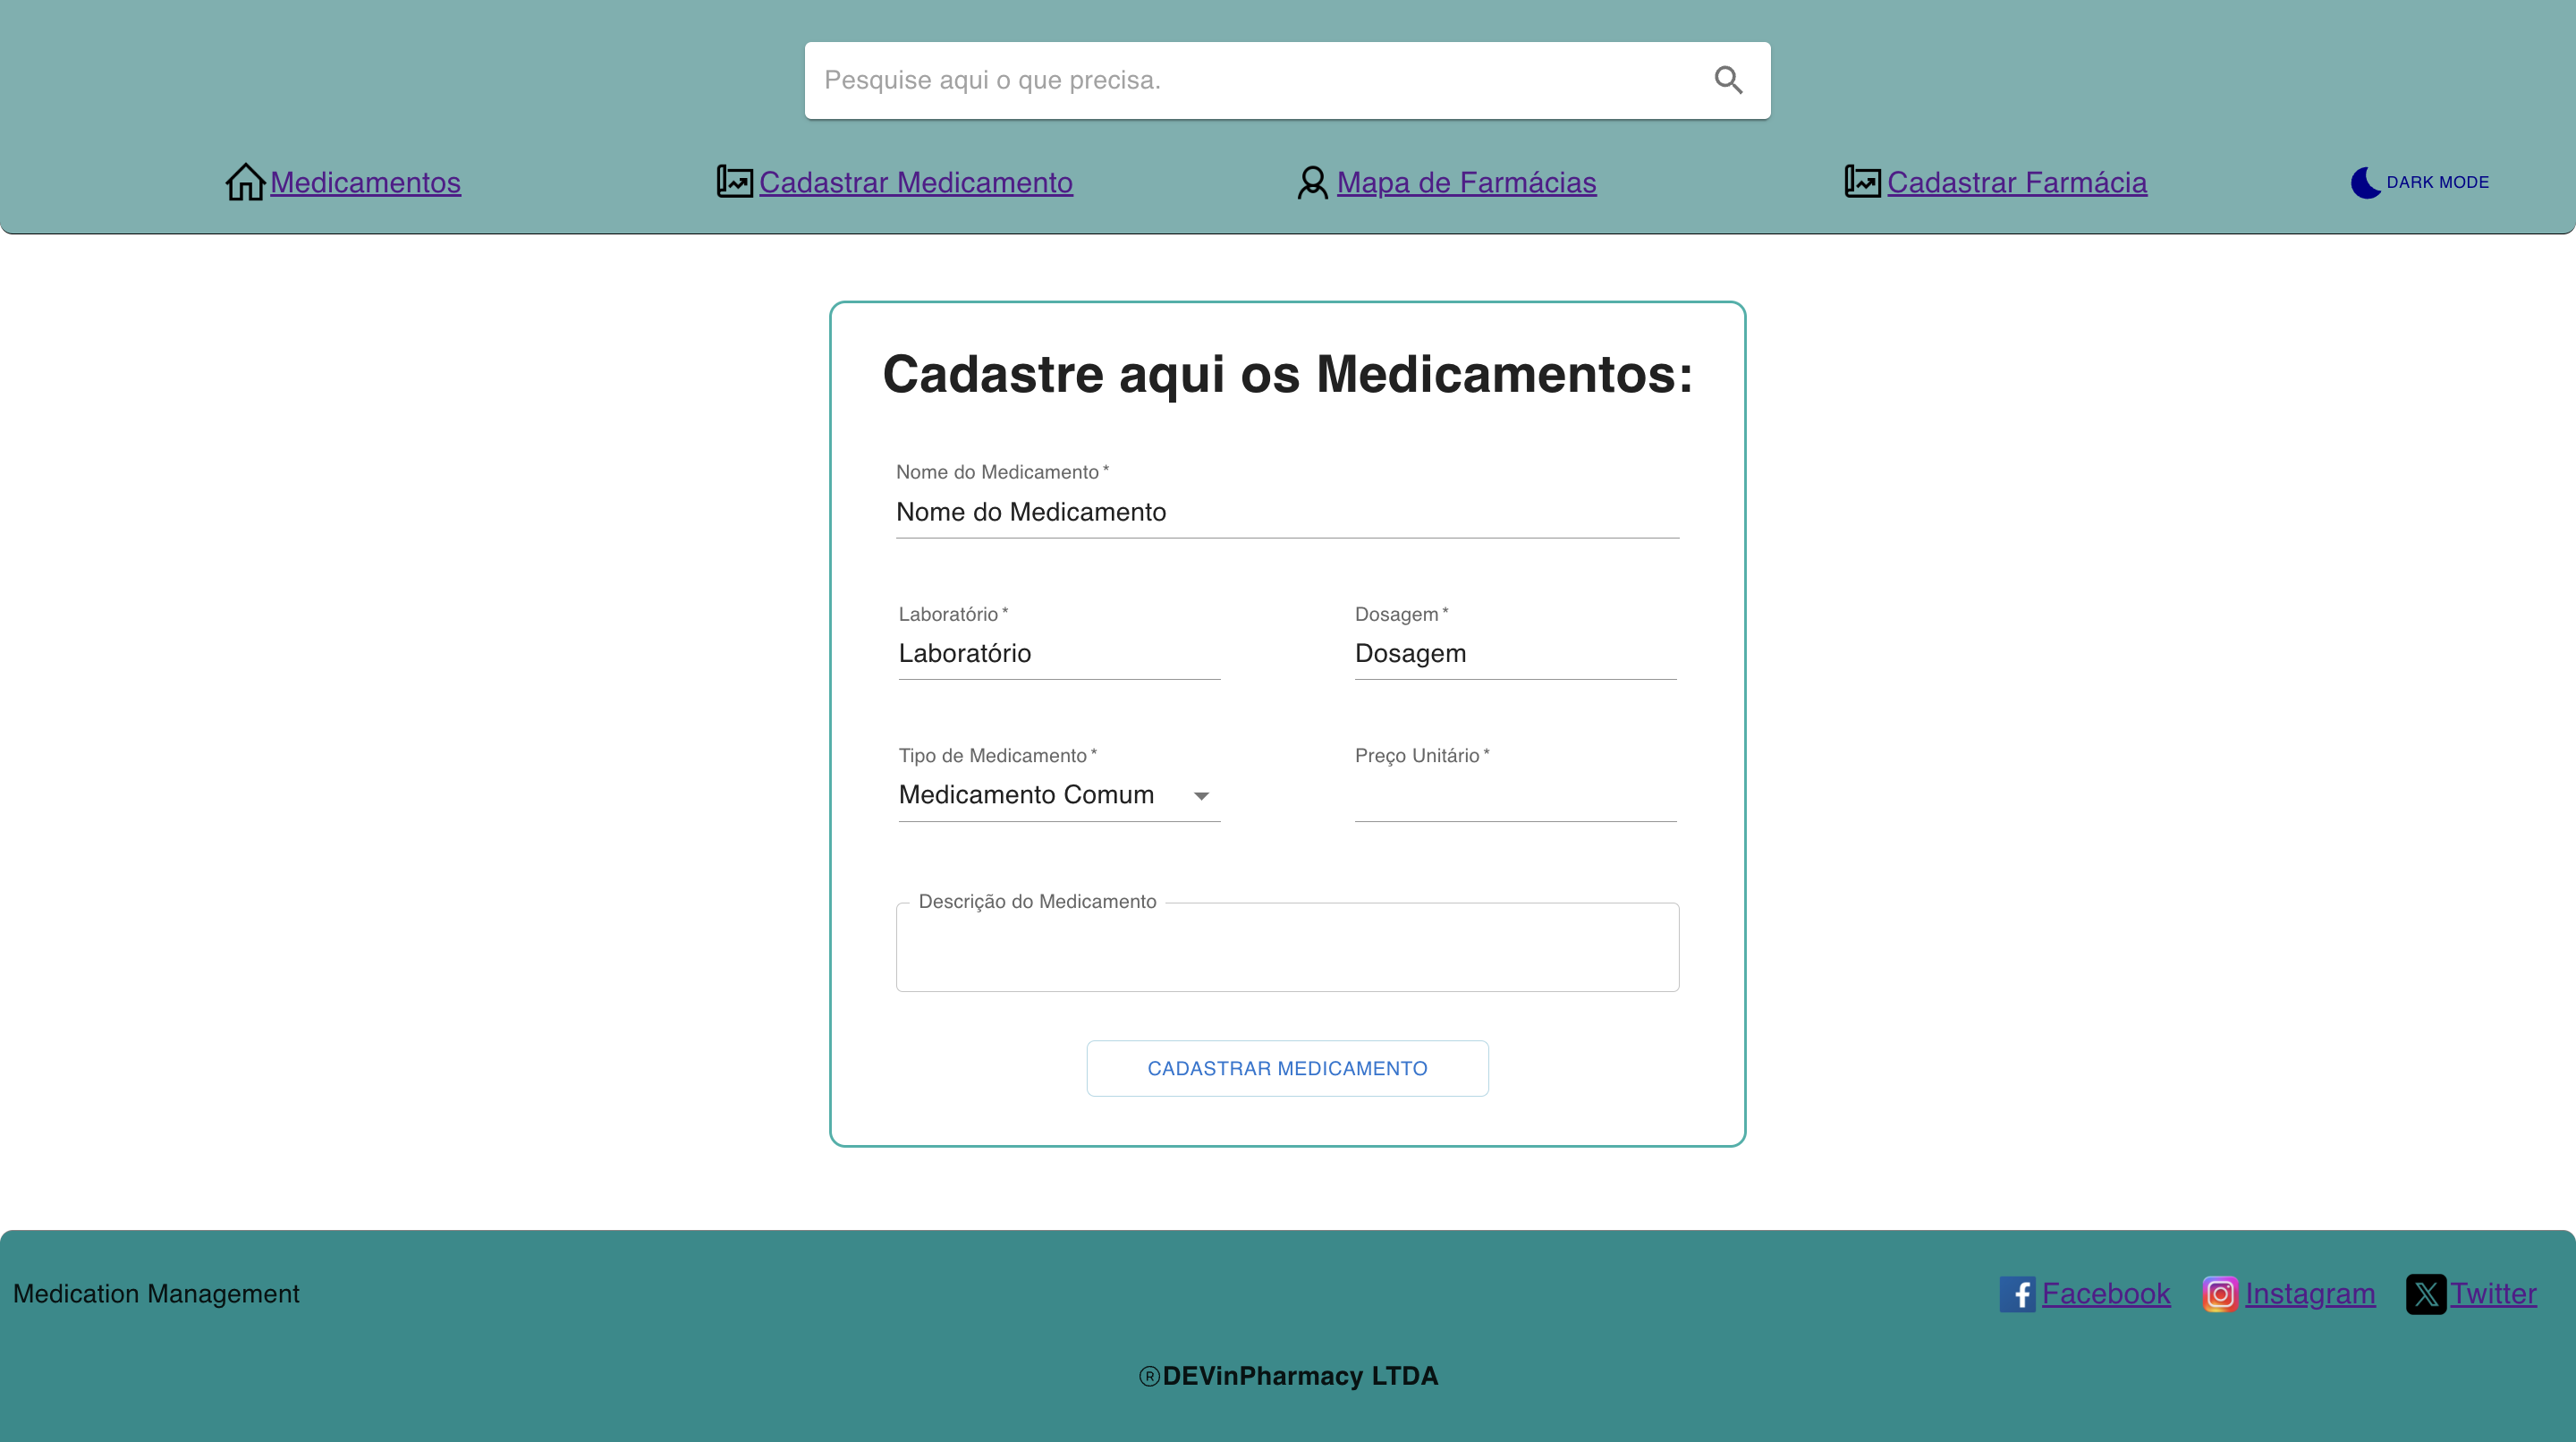 Pesquise aqui o que precisa.
Medicamentos Cadastrar Medicamento Mapa de Farmácias Cadastrar Farmácia DARK MODE
Cadastre aqui os Medicamentos:
Nome do Medicamento *
Nome do Medicamento
Laboratório * Dosagem *
Laboratório Dosagem
Tipo de Medicamento * Preço Unitário *
Medicamento Comum
Descrição do Medicamento
CADASTRAR MEDICAMENTO
Medication Management Facebook Instagram Twitter
®DEVinPharmacy LTDA